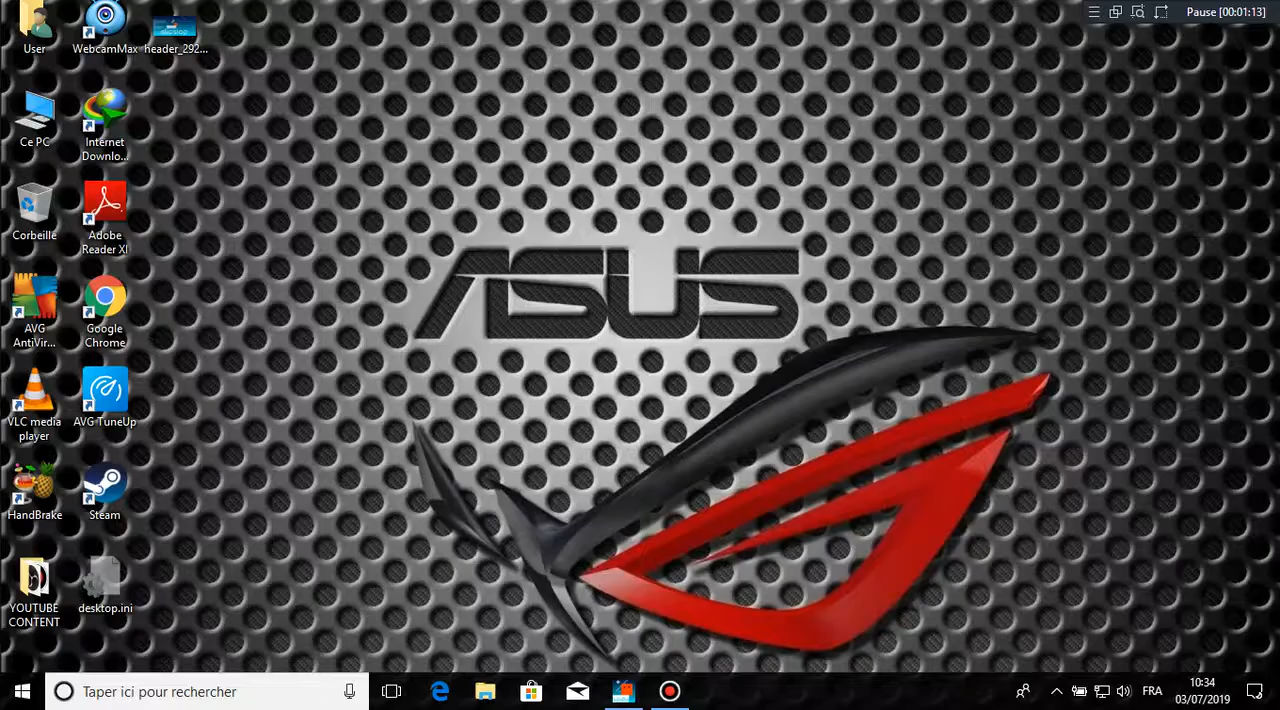 Pause [00:01:13]
User
WebcamMax
header_292...
Ce PC
Internet
Downlo...
Corbeille
Adobe
Reader XI
AVG
AntiVir...
Google
Chrome
VLC media
player
AVG TuneUp
HandBrake
Steam
YOUTUBE
CONTENT
desktop.ini
ASUS
Taper ici pour rechercher
FRA
10:34
03/07/2019